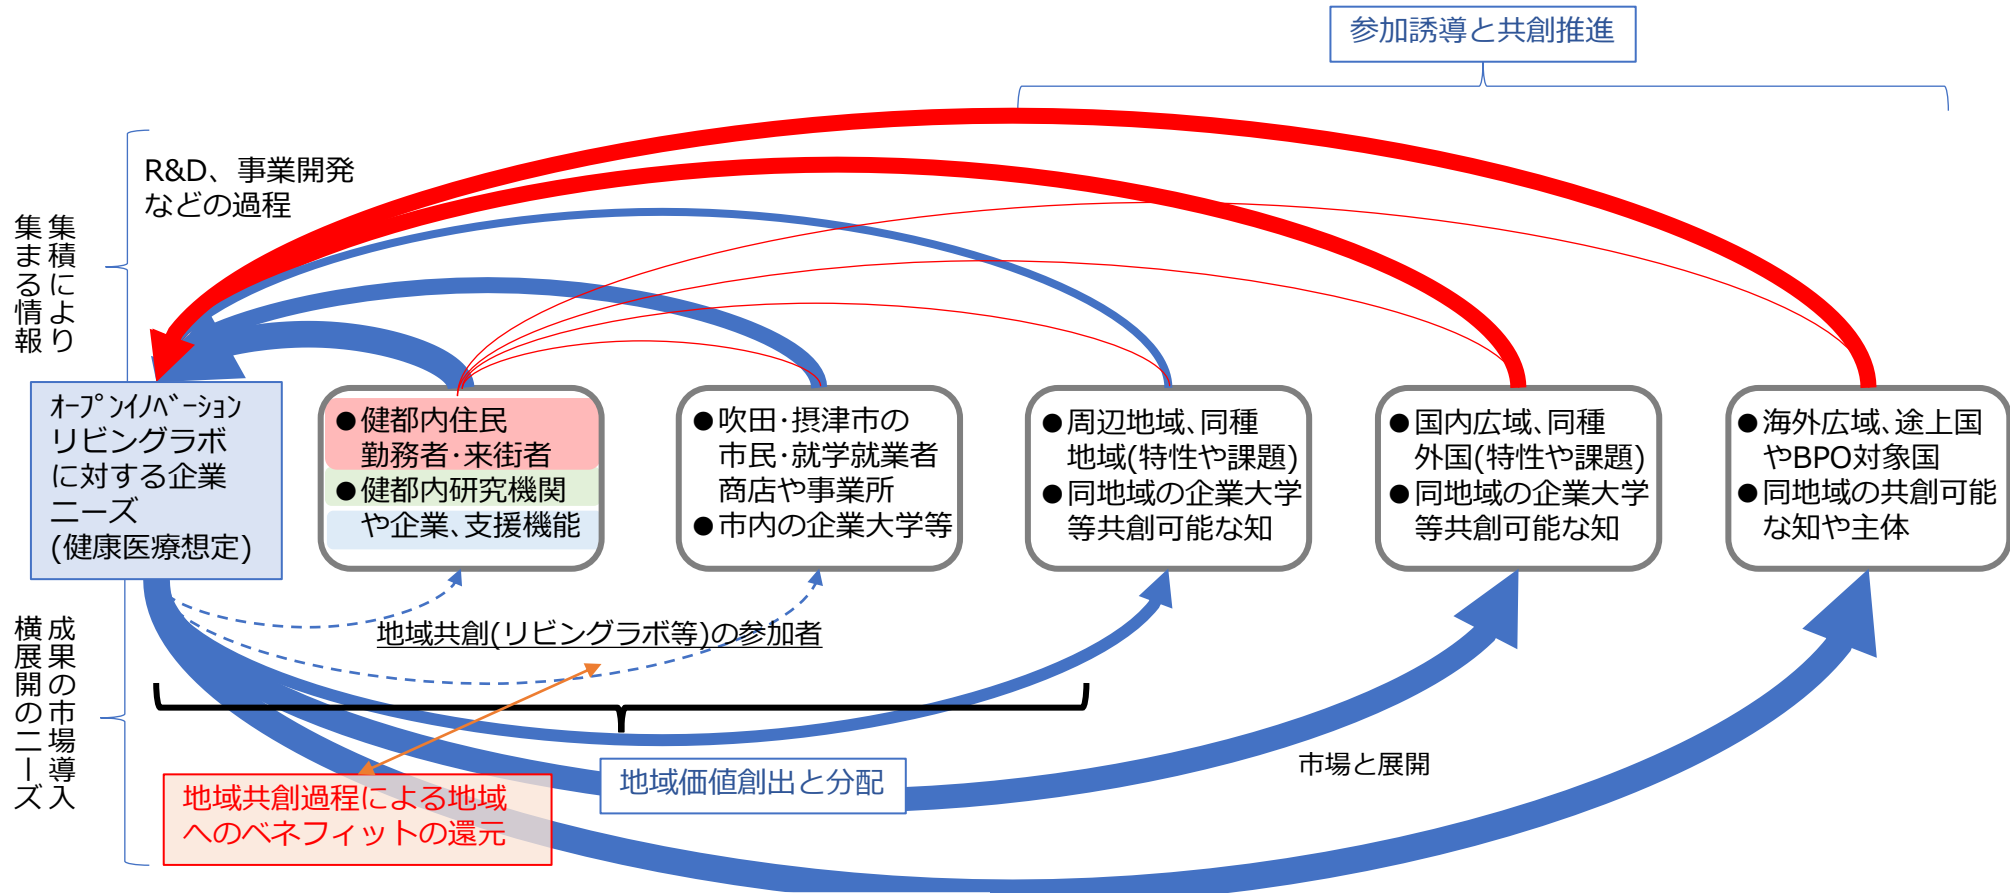 参加誘導と共創推進
R&D、事業開発
などの過程
集積により
集まる情報
ｵｰﾌﾟﾝｲﾉﾍﾞｰｼｮﾝ
リビングラボ
に対する企業
ニーズ
(健康医療想定)
●健都内住民
勤務者･来街者
●健都内研究機関
や企業､支援機能
●吹田･摂津市の
市民･就学就業者
商店や事業所
●市内の企業大学等
●周辺地域､同種
地域(特性や課題)
●同地域の企業大学
等共創可能な知
●国内広域､同種
外国(特性や課題)
●同地域の企業大学
等共創可能な知
●海外広域､途上国
やBPO対象国
●同地域の共創可能
な知や主体
成果の市場導入
横展開のニーズ
地域共創(リビングラボ等)の参加者
地域価値創出と分配
市場と展開
地域共創過程による地域
へのベネフィットの還元